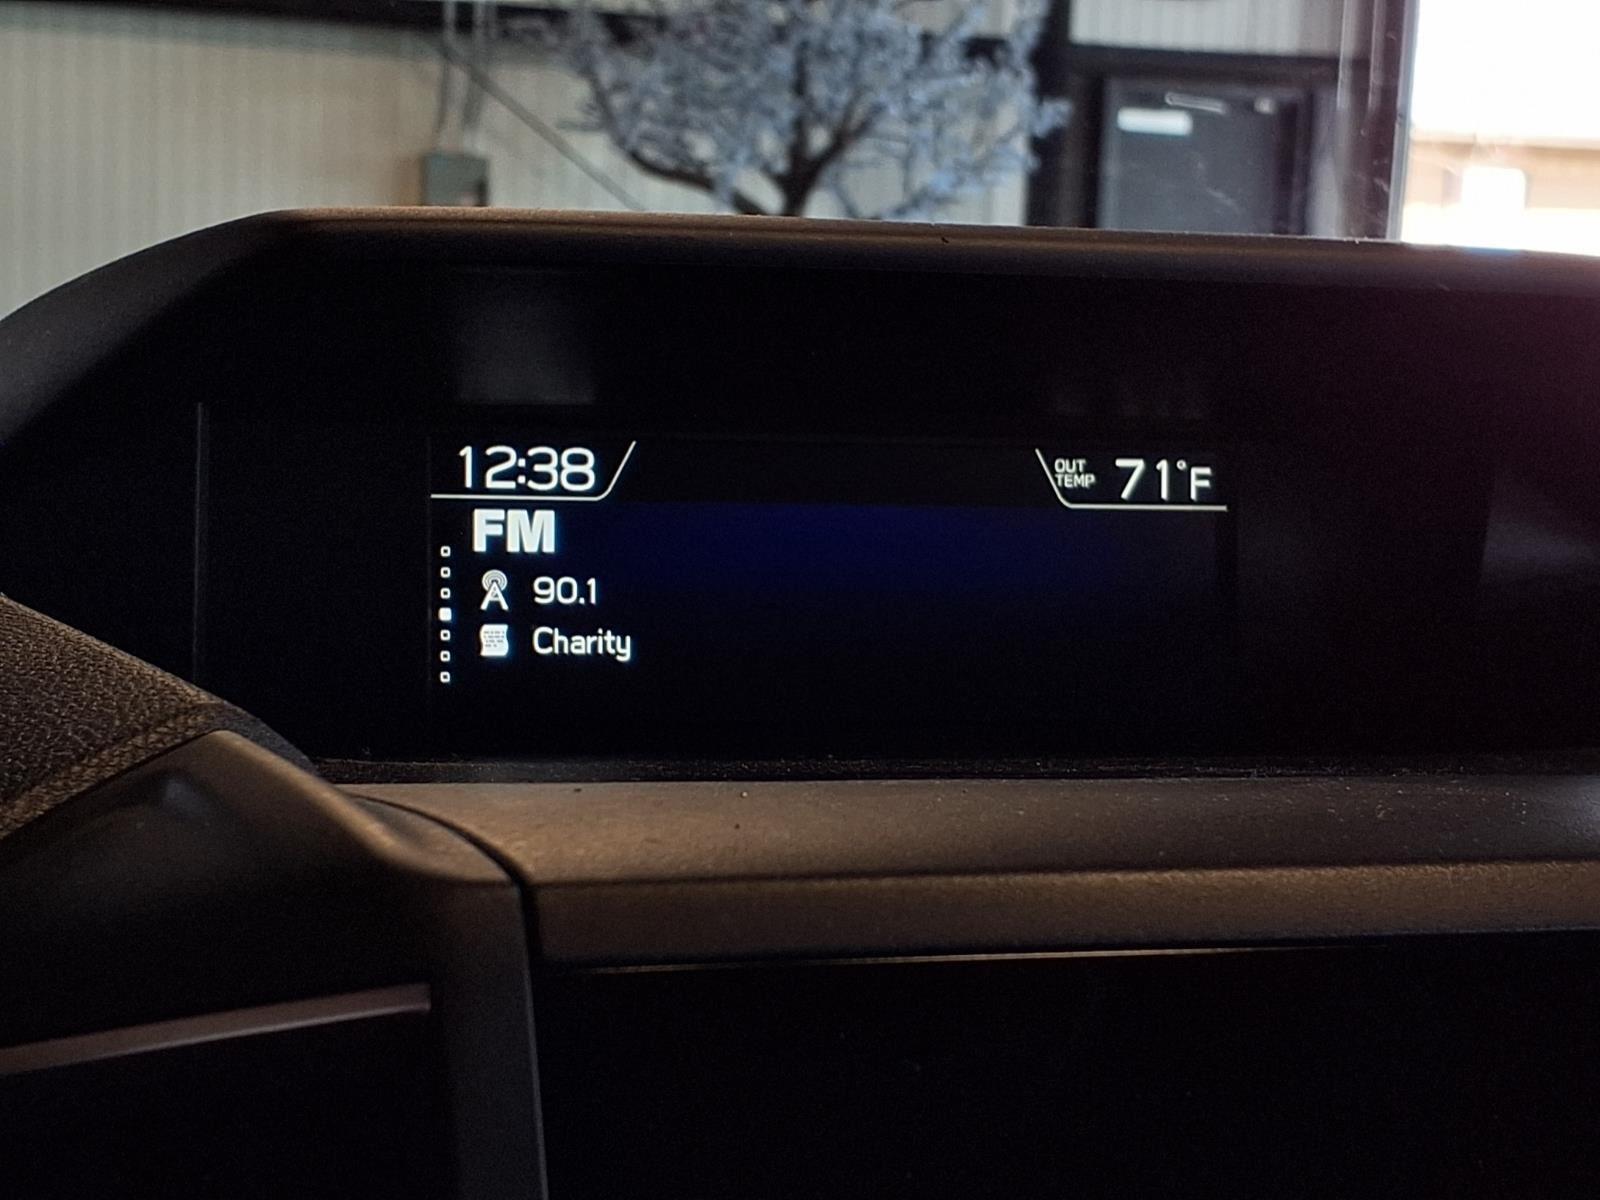 12:38
OUT TEMP 71°F
FM
90.1
Charity